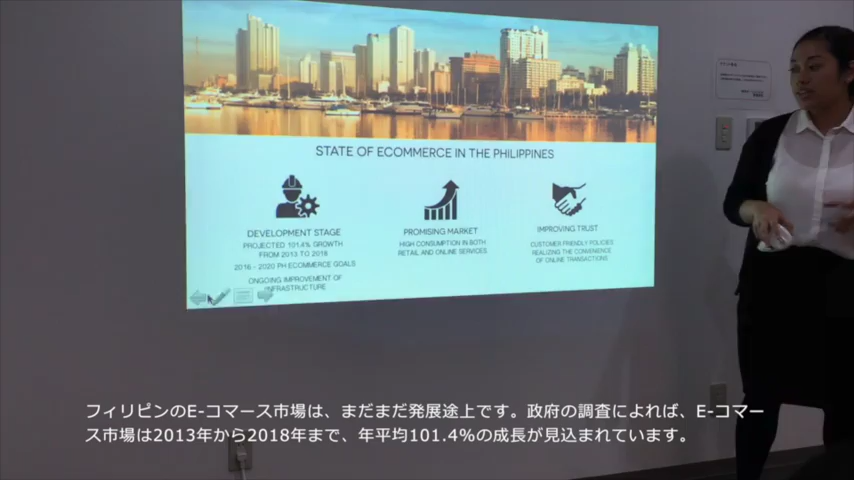 STATE OF ECOMMERCE IN THE PHILIPPINES
DEVELOPMENT STAGE
PROJECTED 101.4% GROWTH
FROM 2013 TO 2018
2016 - 2020 PH ECOMMERCE GOALS
ONGOING IMPROVEMENT OF
INFRASTRUCTURE
PROMISING MARKET
HIGH CONSUMPTION IN BOTH
RETAIL AND ONLINE SERVICES
IMPROVING TRUST
CUSTOMER FRIENDLY POLICIES
REALIZING THE CONVENIENCE
OF ONLINE TRANSACTIONS
フィリピンのE-コマース市場は、まだまだ発展途上です。政府の調査によれば、E-コマー
ス市場は2013年から2018年まで、年平均101.4%の成長が見込まれています。